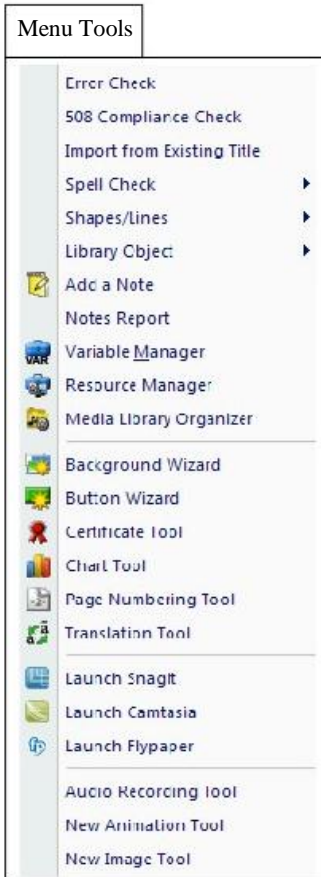 Menu Tools
Error Check
508 Compliance Check
Import from Existing Title
Spell Check
Shapes/Lines
Library Object
Add a Note
Notes Report
VAR
Variable Manager
Resource Manager
Media Library Organizer
Background Wizard
Button Wizard
Certificate Tool
Chart Tool
Page Numbering Tool
Translation Tool
Launch SnagIt
Launch Camtasia
Launch Flypaper
Audio Recording Tool
New Animation Tool
New Image Tool